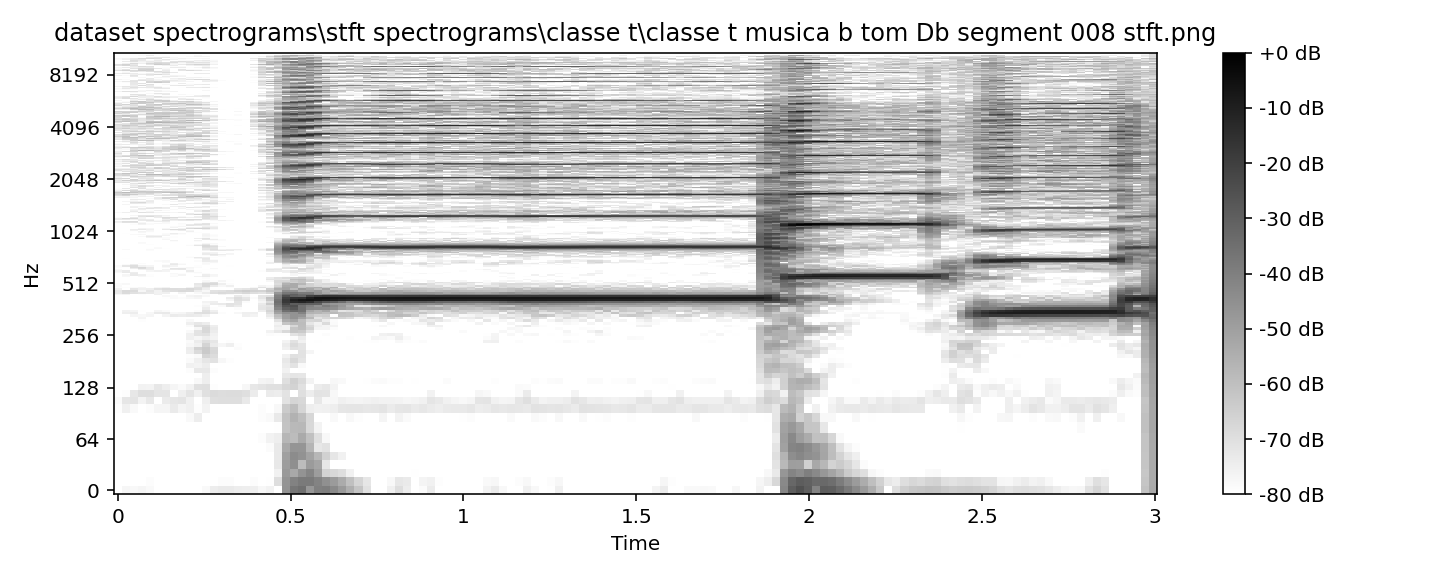 dataset spectrograms\stft spectrograms\classe t\classe t musica b tom Db segment 008 stft.png
8192
4096
2048
1024
512
256
128
64
0
Hz
0
0.5
1
1.5
2
2.5
3
Time
+0 dB
-10 dB
-20 dB
-30 dB
-40 dB
-50 dB
-60 dB
-70 dB
-80 dB